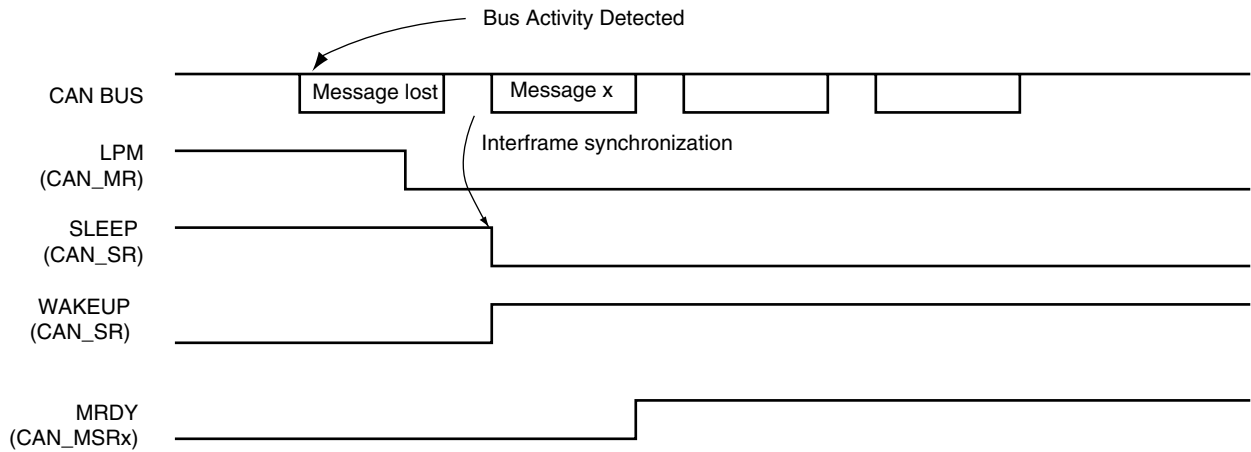 Bus Activity Detected
CAN BUS
Message lost
Message x
Interframe synchronization
LPM
(CAN_MR)
SLEEP
(CAN_SR)
WAKEUP
(CAN_SR)
MRDY
(CAN_MSRx)